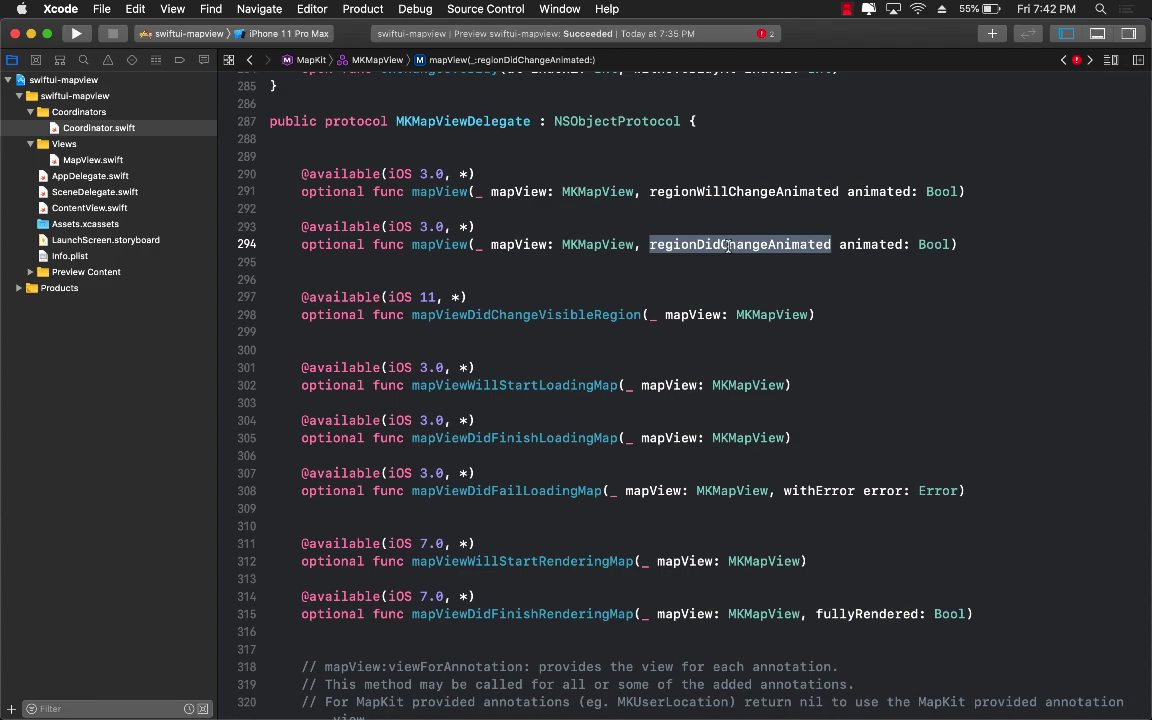 Xcode File Edit View Find Navigate Editor Product Debug Source Control Window Help 55% Fri 7:42 PM
swiftui-mapview iPhone 11 Pro Max swiftui-mapview | Preview swiftui-mapview: Succeeded | Today at 7:35 PM 2
MapKit MKMapView M mapView(_:regionDidChangeAnimated:)
swiftui-mapview
swiftui-mapview
Coordinators
Coordinator.swift
Views
MapView.swift
AppDelegate.swift
SceneDelegate.swift
ContentView.swift
Assets.xcassets
LaunchScreen.storyboard
Info.plist
Preview Content
Products
Filter
285 }
286
287 public protocol MKMapViewDelegate : NSObjectProtocol {
288
289
290 @available(iOS 3.0, *)
291 optional func mapView(_ mapView: MKMapView, regionWillChangeAnimated animated: Bool)
292
293 @available(iOS 3.0, *)
294 optional func mapView(_ mapView: MKMapView, regionDidChangeAnimated animated: Bool)
295
296
297 @available(iOS 11, *)
298 optional func mapViewDidChangeVisibleRegion(_ mapView: MKMapView)
299
300
301 @available(iOS 3.0, *)
302 optional func mapViewWillStartLoadingMap(_ mapView: MKMapView)
303
304 @available(iOS 3.0, *)
305 optional func mapViewDidFinishLoadingMap(_ mapView: MKMapView)
306
307 @available(iOS 3.0, *)
308 optional func mapViewDidFailLoadingMap(_ mapView: MKMapView, withError error: Error)
309
310
311 @available(iOS 7.0, *)
312 optional func mapViewWillStartRenderingMap(_ mapView: MKMapView)
313
314 @available(iOS 7.0, *)
315 optional func mapViewDidFinishRenderingMap(_ mapView: MKMapView, fullyRendered: Bool)
316
317
318 // mapView:viewForAnnotation: provides the view for each annotation.
319 // This method may be called for all or some of the added annotations.
320 // For MapKit provided annotations (eg. MKUserLocation) return nil to use the MapKit provided annotation
view.